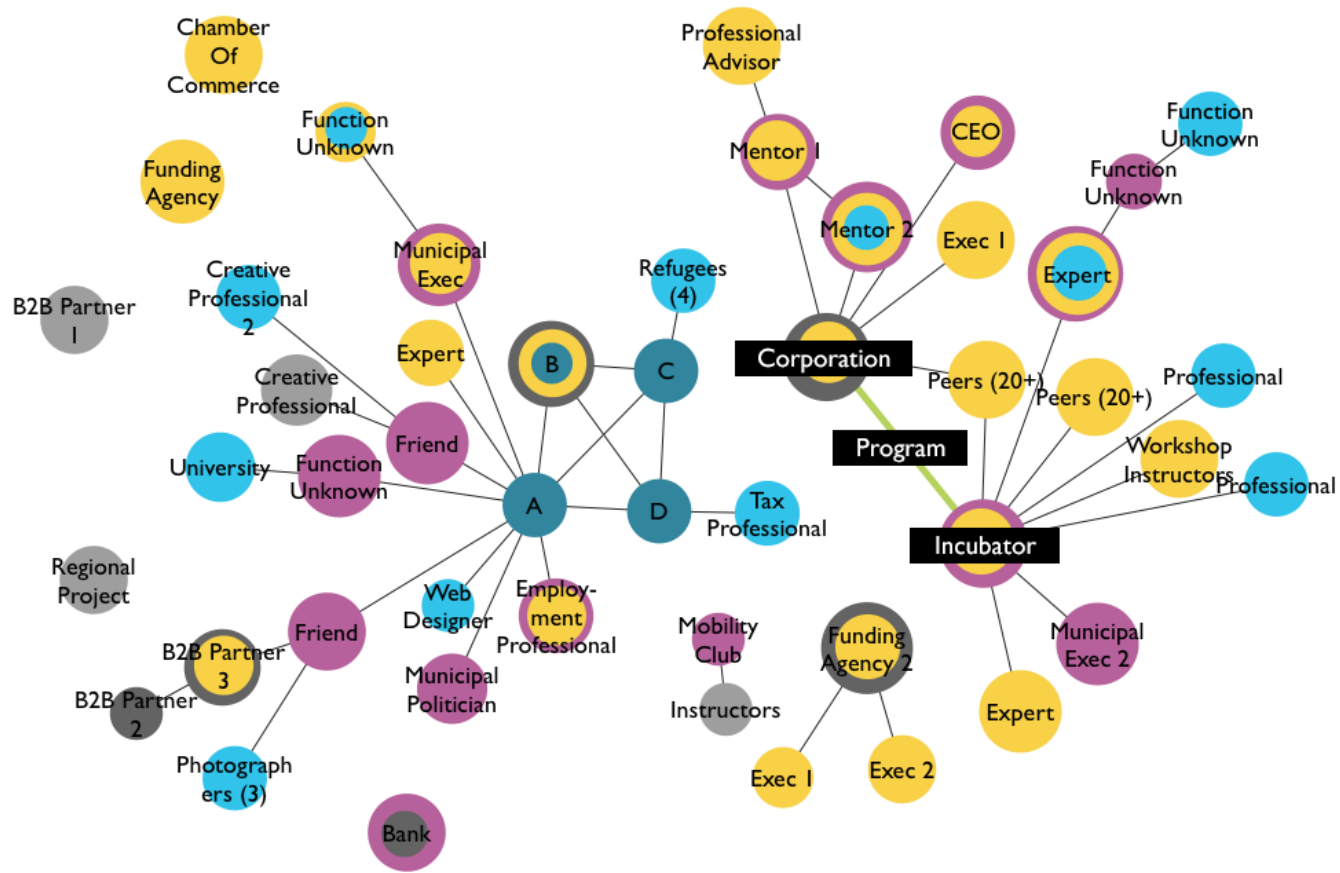 Chamber
Of
Commerce
Professional
Advisor
Function
Unknown
Mentor 1
CEO
Function
Unknown
Funding
Agency
Function
Unknown
Municipal
Exec
Mentor 2
Exec 1
Expert
Creative
Professional
2
Refugees
(4)
B2B Partner
1
Expert
B
C
Corporation
Peers (20+)
Peers (20+)
Professional
Creative
Professional
Friend
Program
Workshop
Instructors
Professional
University
Function
Unknown
A
D
Tax
Professional
Incubator
Regional
Project
Web
Designer
Employ-
ment
Professional
Friend
Mobility
Club
Funding
Agency 2
Municipal
Exec 2
B2B Partner
3
B2B Partner
2
Municipal
Politician
Instructors
Expert
Photograph
ers (3)
Exec 1
Exec 2
Bank